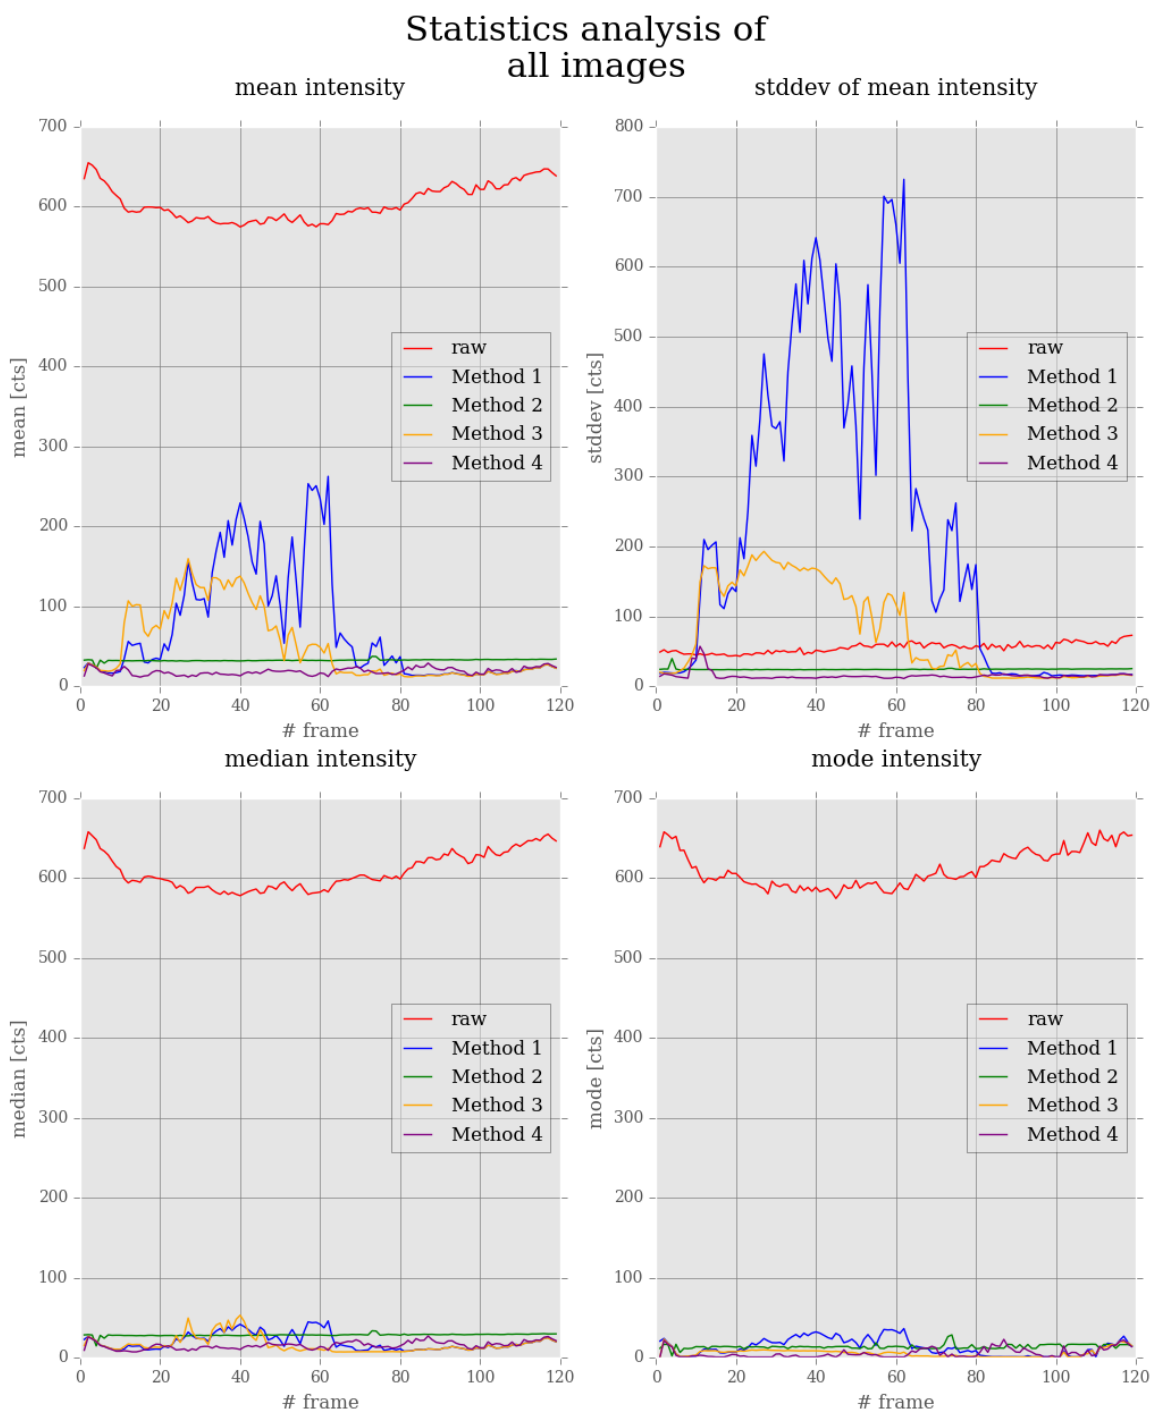 Statistics analysis of
all images
mean intensity
700
600
500
400
300
200
100
0
mean [cts]
raw
Method 1
Method 2
Method 3
Method 4
0 20 40 60 80 100 120
# frame
stddev of mean intensity
800
700
600
500
400
300
200
100
0
stddev [cts]
raw
Method 1
Method 2
Method 3
Method 4
0 20 40 60 80 100 120
# frame
median intensity
700
600
500
400
300
200
100
0
median [cts]
raw
Method 1
Method 2
Method 3
Method 4
0 20 40 60 80 100 120
# frame
mode intensity
700
600
500
400
300
200
100
0
mode [cts]
raw
Method 1
Method 2
Method 3
Method 4
0 20 40 60 80 100 120
# frame